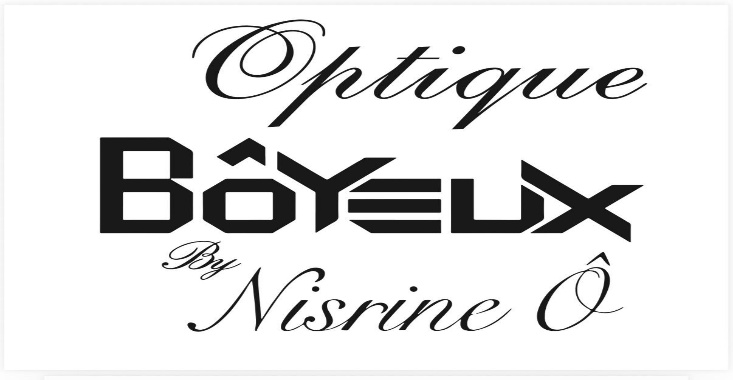 Optique
BÔYEUX
By
Nisrine Ô